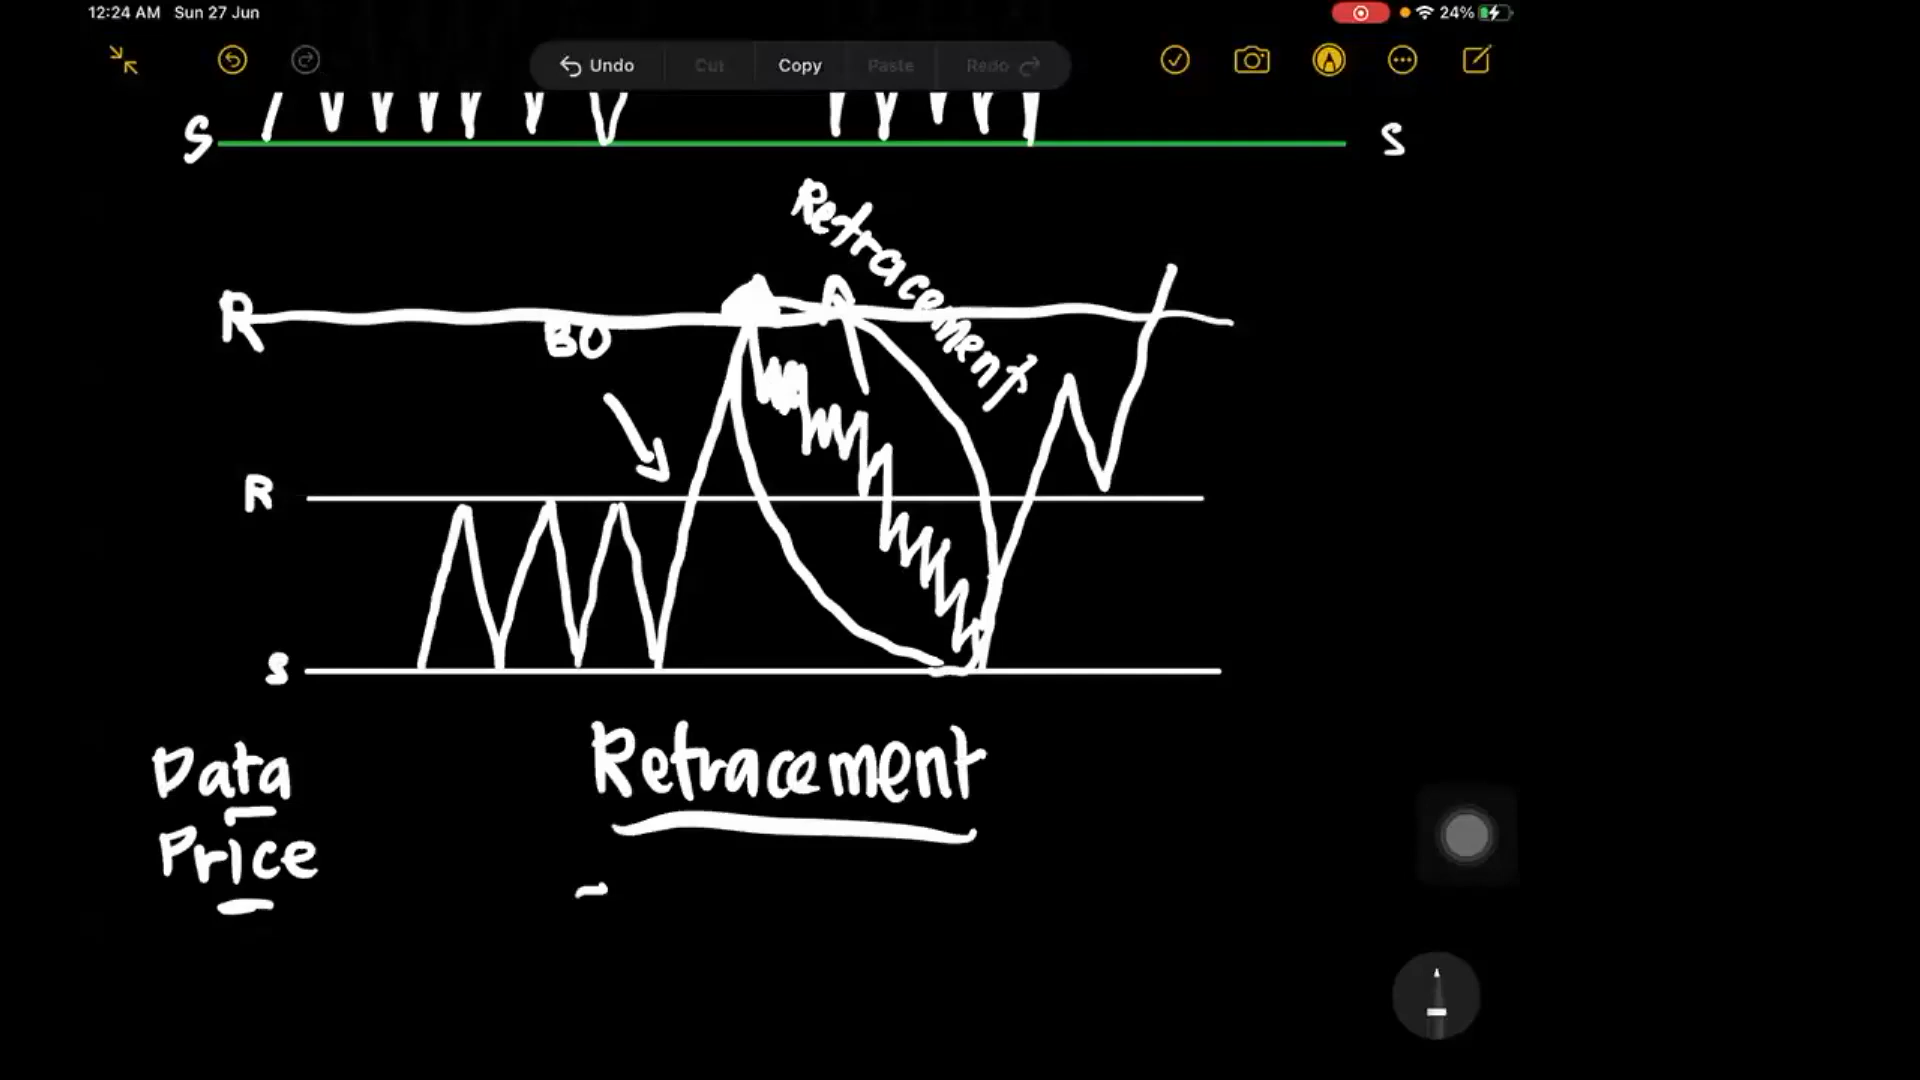 12:24 AM Sun 27 Jun
24%
Undo Cut Copy Paste Redo
S S
Retracement
R
BO
R
S
Retracement
Data
Price